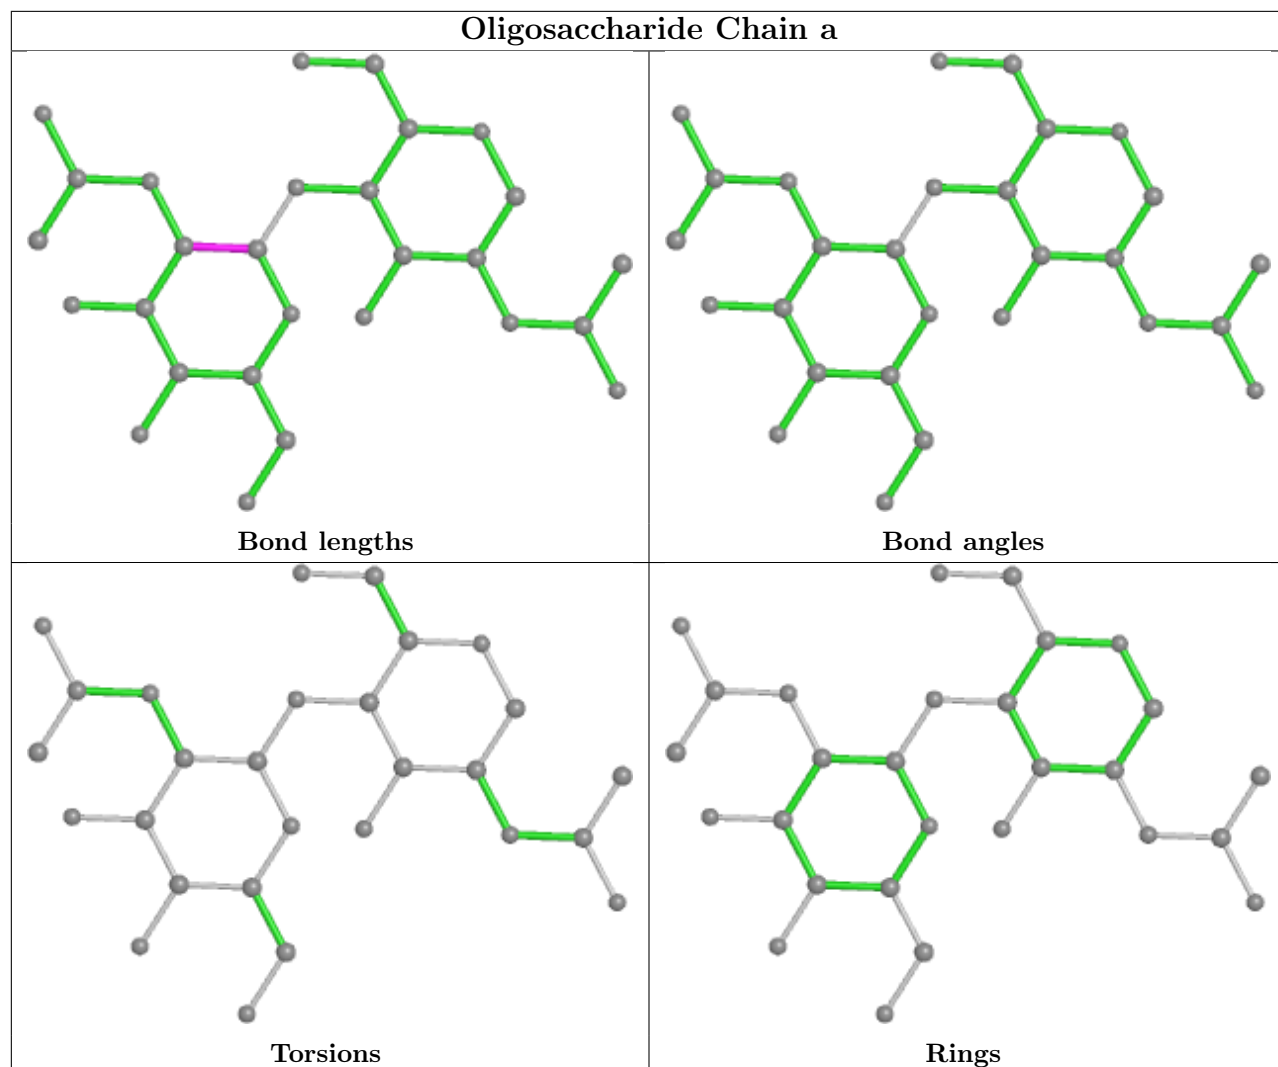 Oligosaccharide Chain a
Bond lengths
Bond angles
Torsions
Rings